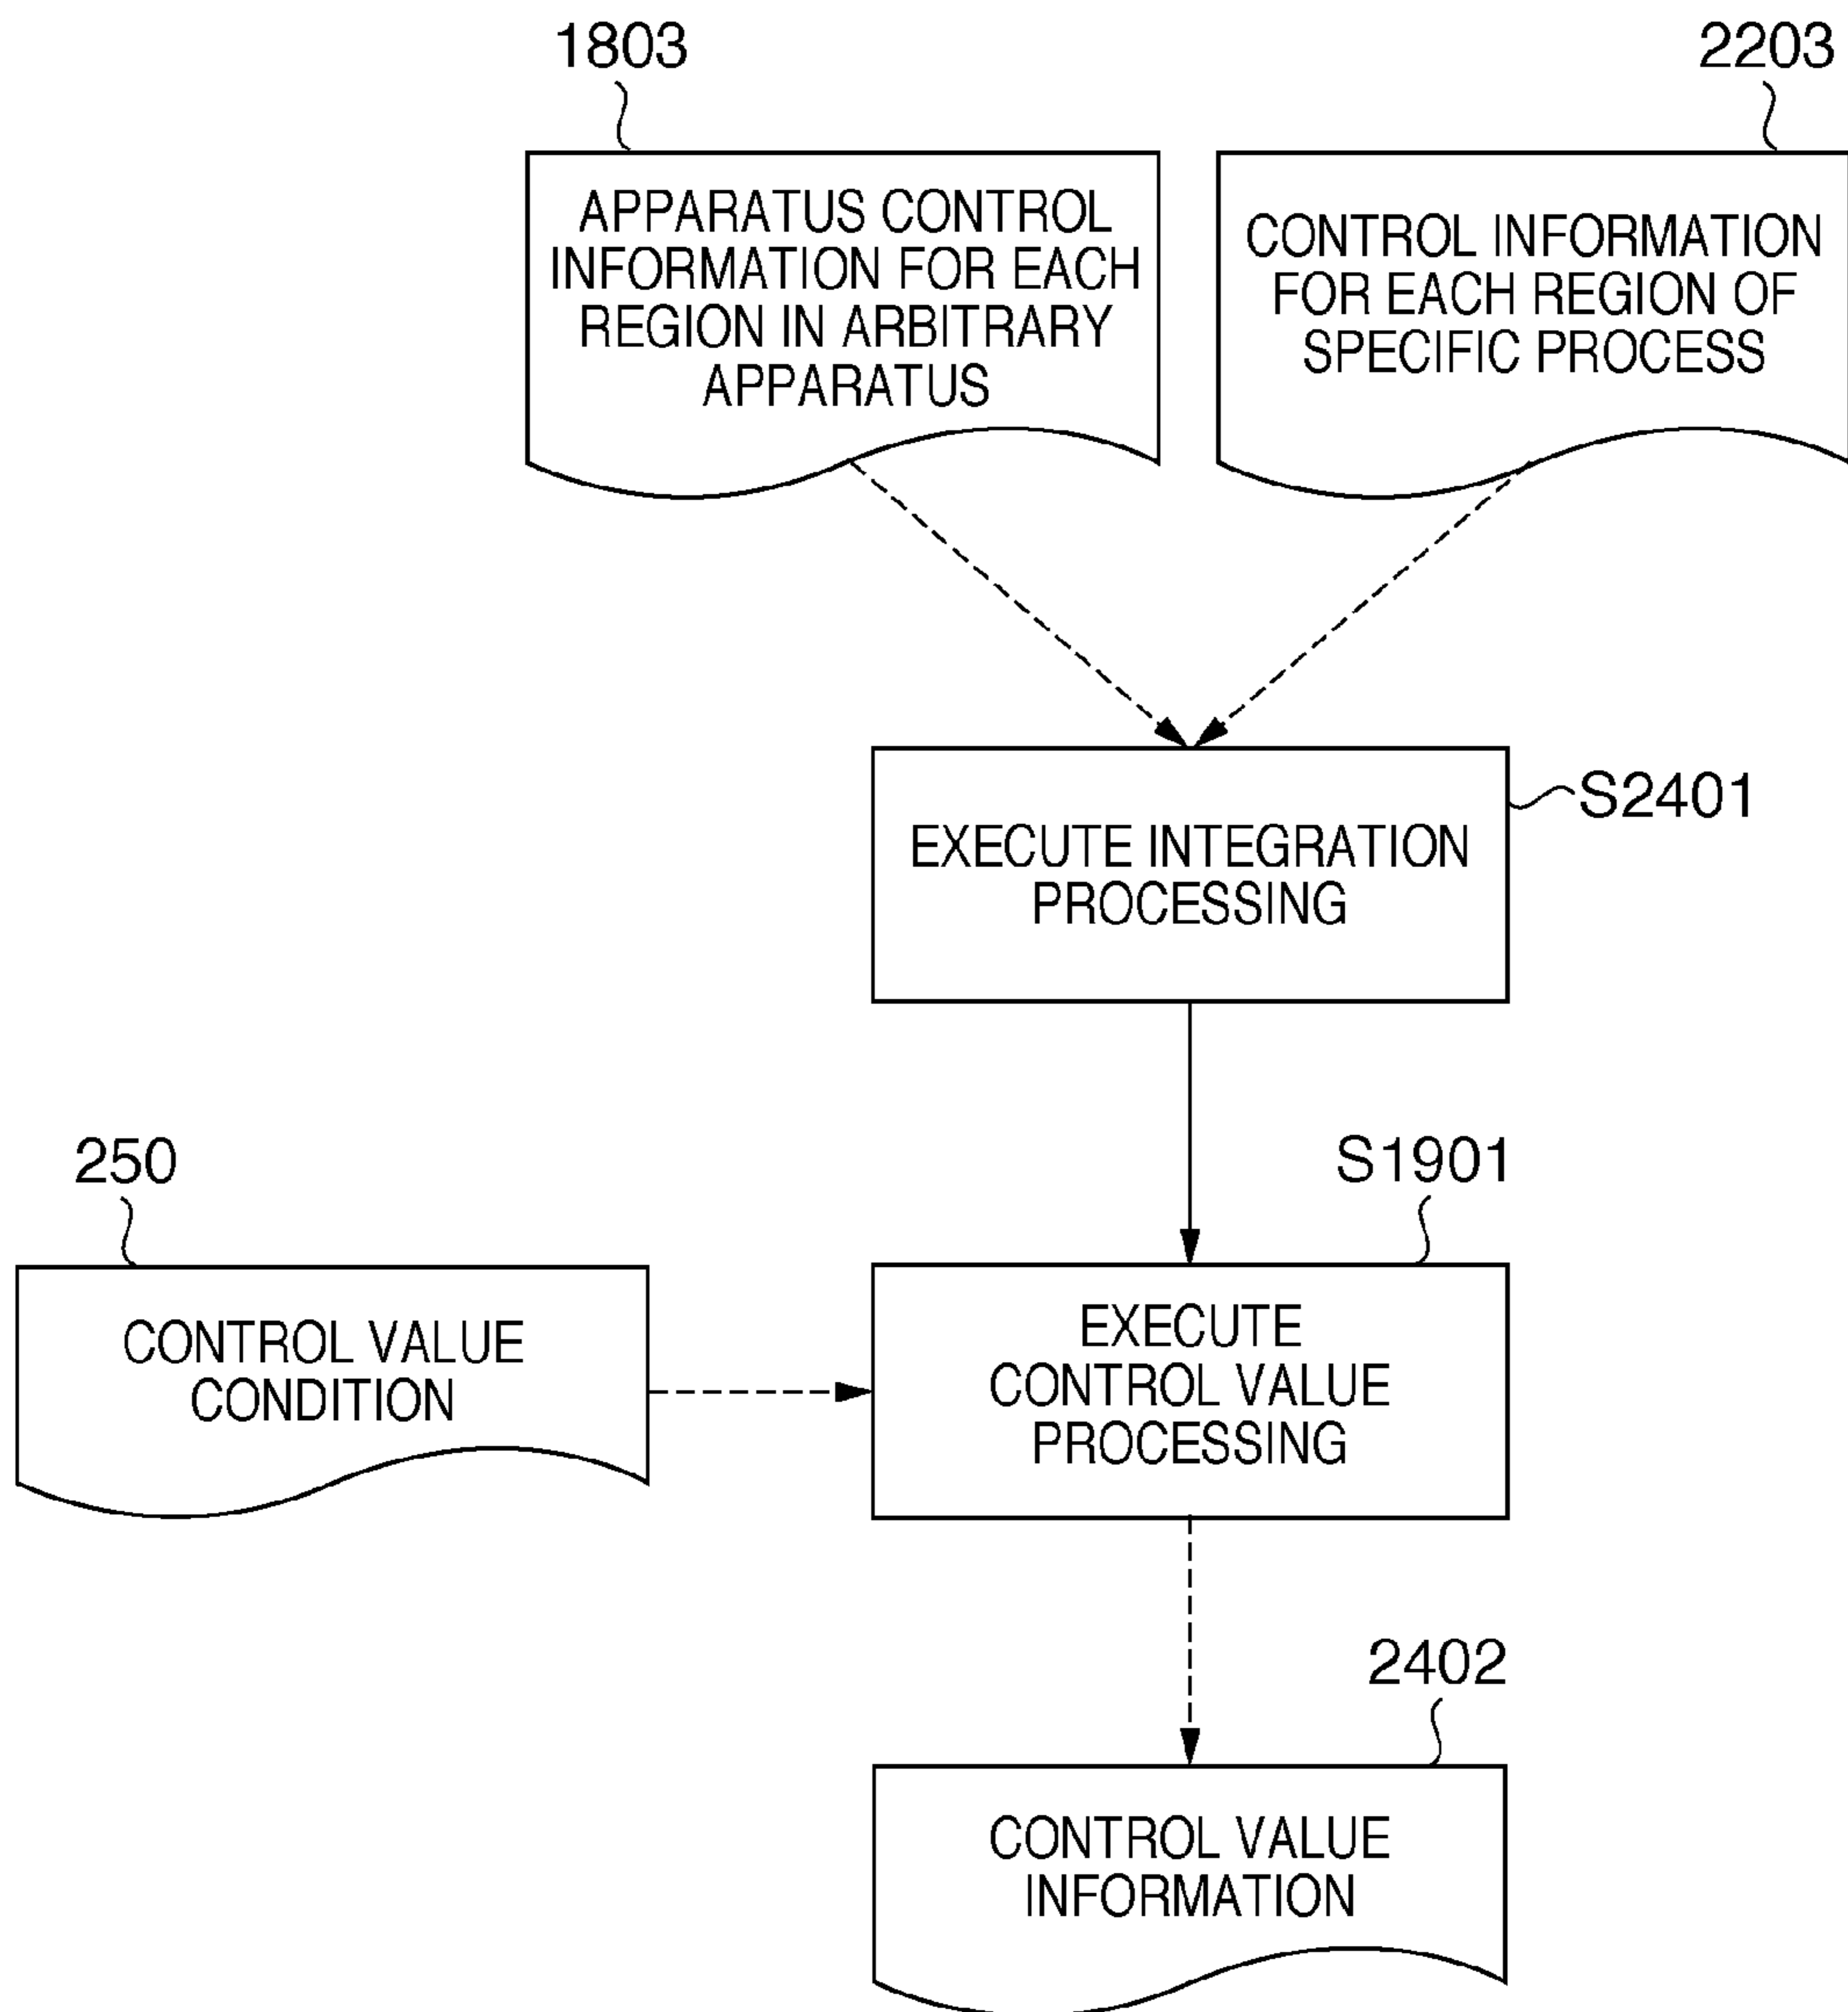 1803
2203
APPARATUS CONTROL
INFORMATION FOR EACH
REGION IN ARBITRARY
APPARATUS
CONTROL INFORMATION
FOR EACH REGION OF
SPECIFIC PROCESS
S2401
EXECUTE INTEGRATION
PROCESSING
250
S1901
CONTROL VALUE
CONDITION
EXECUTE
CONTROL VALUE
PROCESSING
2402
CONTROL VALUE
INFORMATION